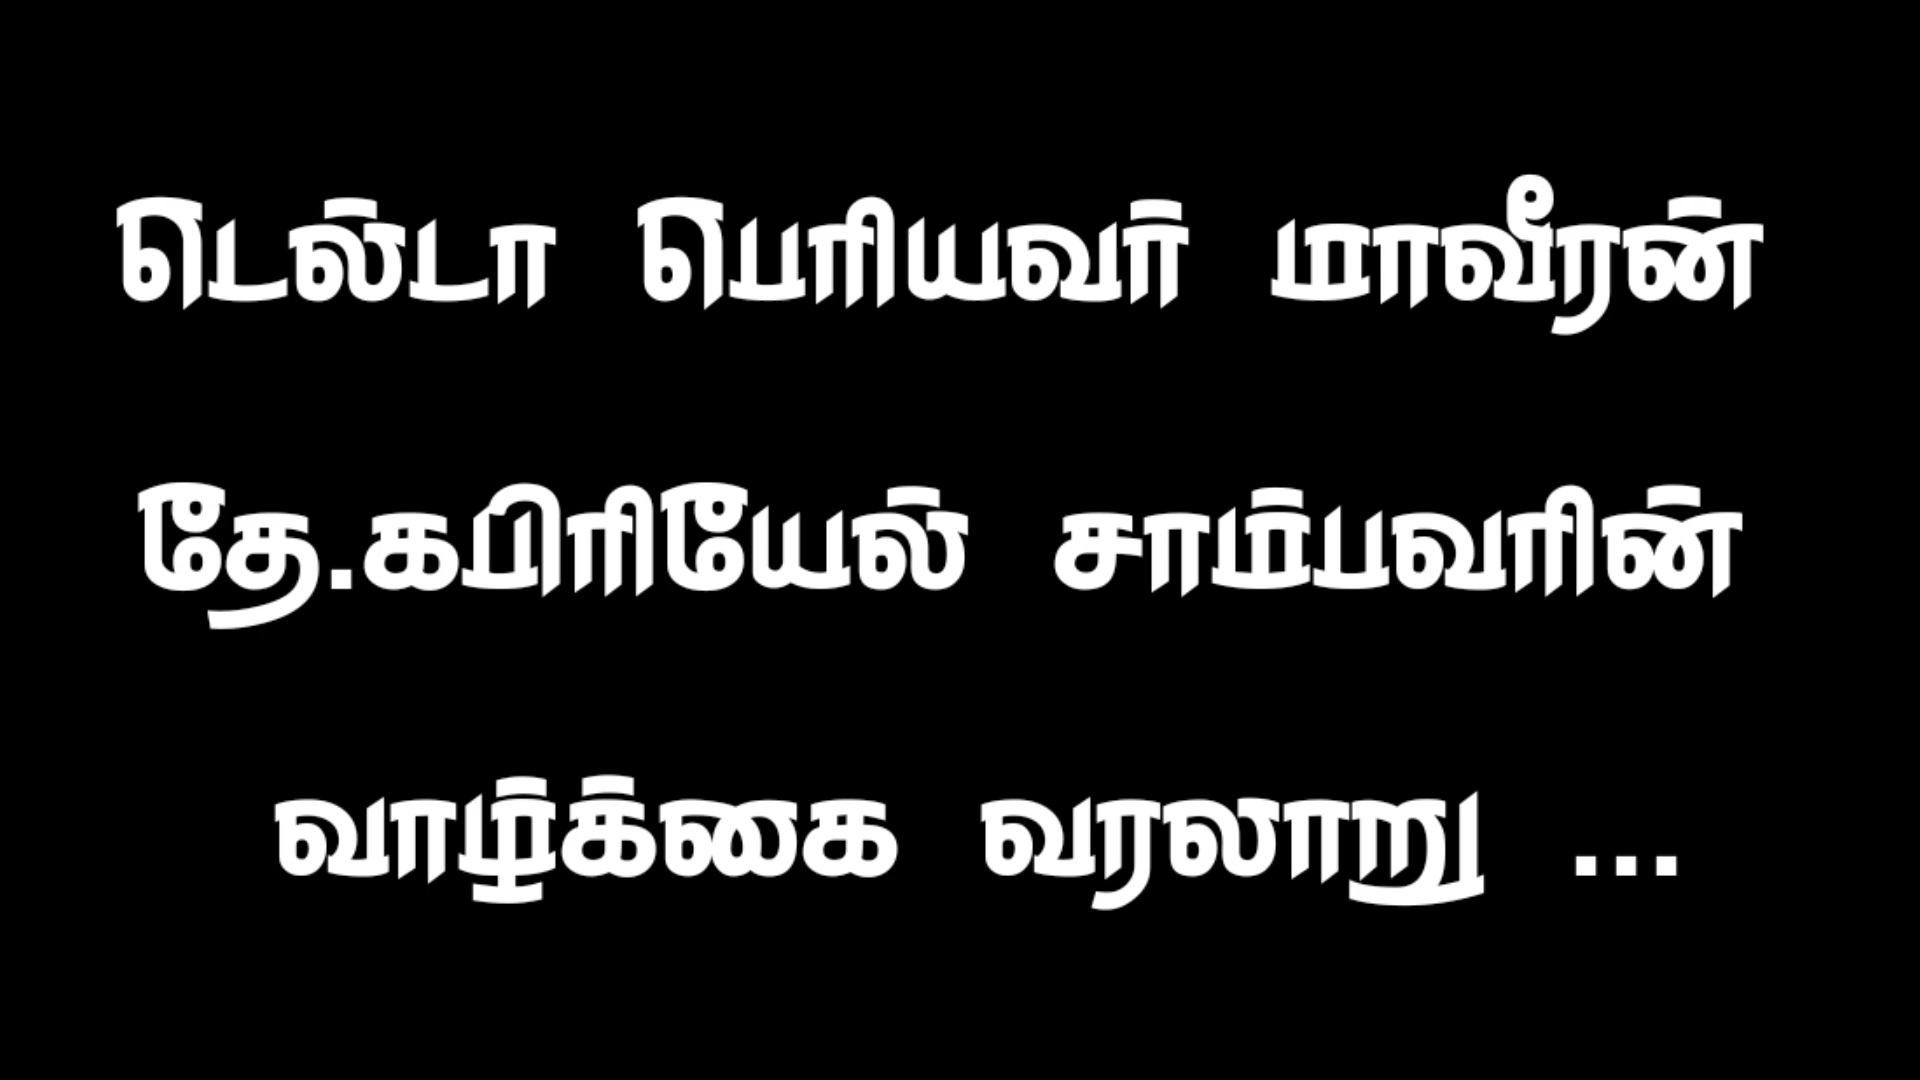 டெல்டா பெரியவர் மாவீரன்
தே.கபிரியேல் சாம்பவரின்
வாழ்க்கை வரலாறு ...